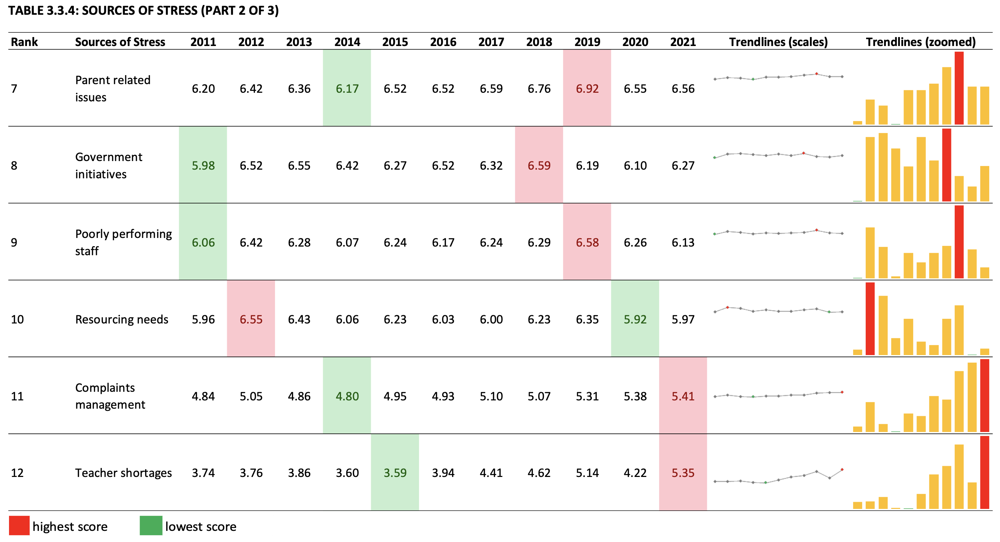 TABLE 3.3.4: SOURCES OF STRESS (PART 2 OF 3)
Rank Sources of Stress 2011 2012 2013 2014 2015 2016 2017 2018 2019 2020 2021 Trendlines (scales) Trendlines (zoomed)
7 Parent related issues 6.20 6.42 6.36 6.17 6.52 6.52 6.59 6.76 6.92 6.55 6.56
8 Government initiatives 5.98 6.52 6.55 6.42 6.27 6.52 6.32 6.59 6.19 6.10 6.27
9 Poorly performing staff 6.06 6.42 6.28 6.07 6.24 6.17 6.24 6.29 6.58 6.26 6.13
10 Resourcing needs 5.96 6.55 6.43 6.06 6.23 6.03 6.00 6.23 6.35 5.92 5.97
11 Complaints management 4.84 5.05 4.86 4.80 4.95 4.93 5.10 5.07 5.31 5.38 5.41
12 Teacher shortages 3.74 3.76 3.86 3.60 3.59 3.94 4.41 4.62 5.14 4.22 5.35
highest score lowest score